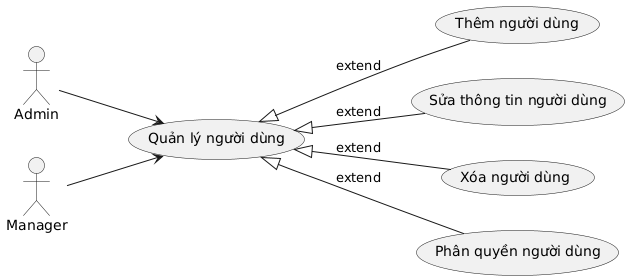 Admin
Manager
Quản lý người dùng
extend
Thêm người dùng
extend
Sửa thông tin người dùng
extend
Xóa người dùng
extend
Phân quyền người dùng